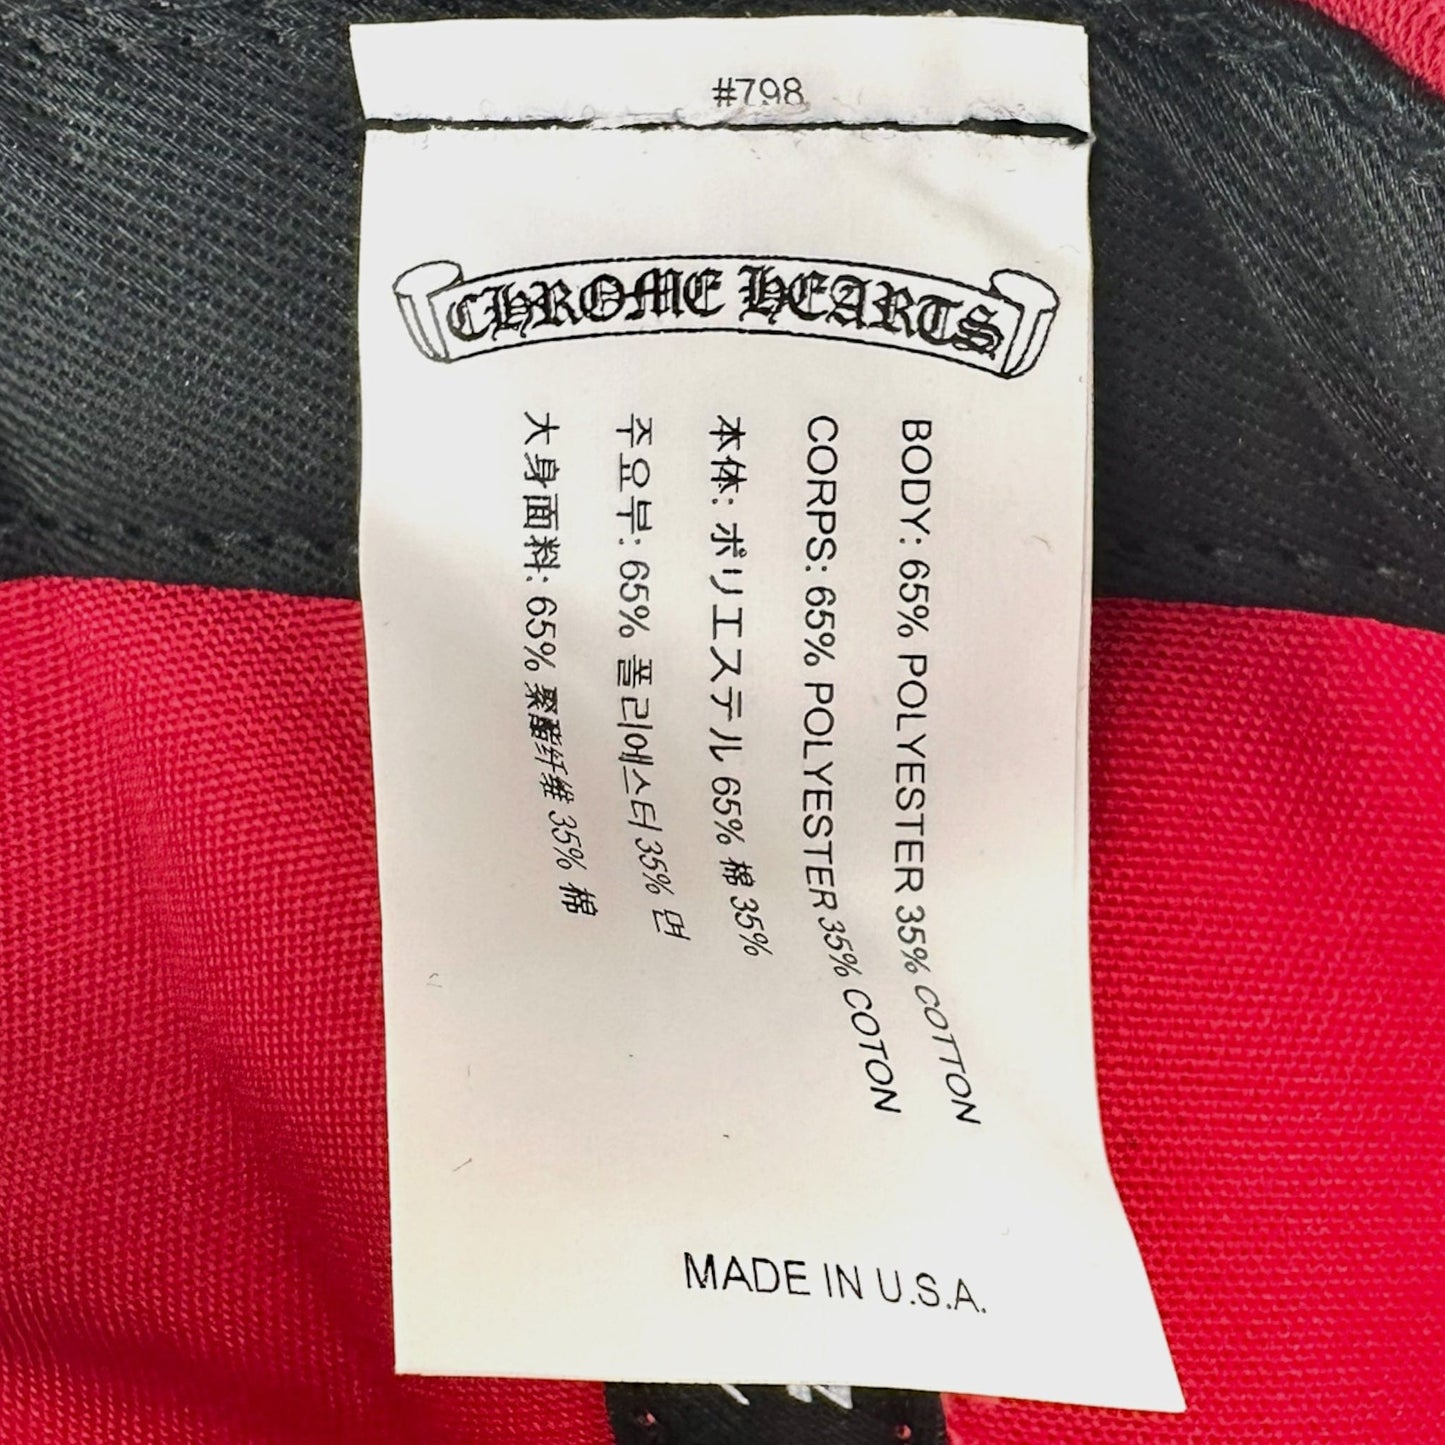 #798
CHROME HEARTS
BODY: 65% POLYESTER 35% COTTON
CORPS: 65% POLYESTER 35% COTON
本体: ポリエステル 65% 棉 35%
주요부: 65% 폴리에스터 35% 면
大身面料: 65% 聚酯纤维 35% 棉
MADE IN U.S.A.